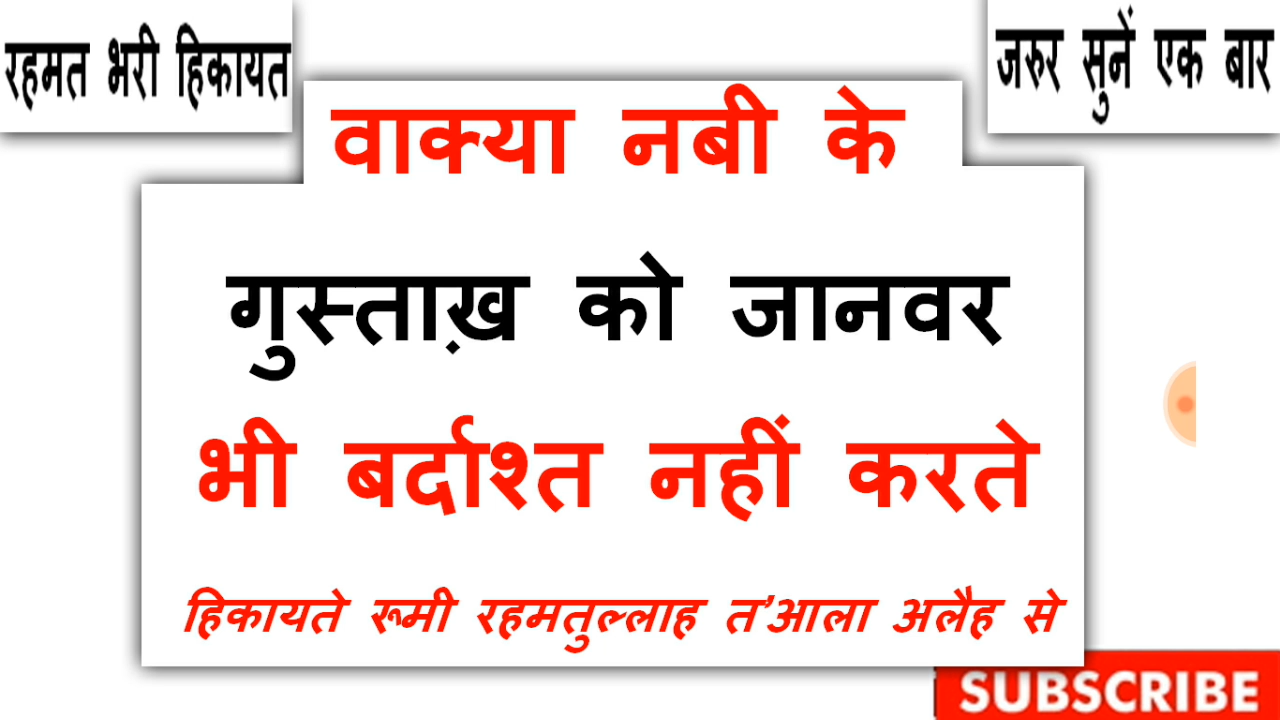 रहमत भरी हिकायत
जरुर सुनें एक बार
वाक्या नबी के
गुस्ताख़ को जानवर
भी बर्दाश्त नहीं करते
हिकायते रूमी रहमतुल्लाह त'आला अलैह से
SUBSCRIBE